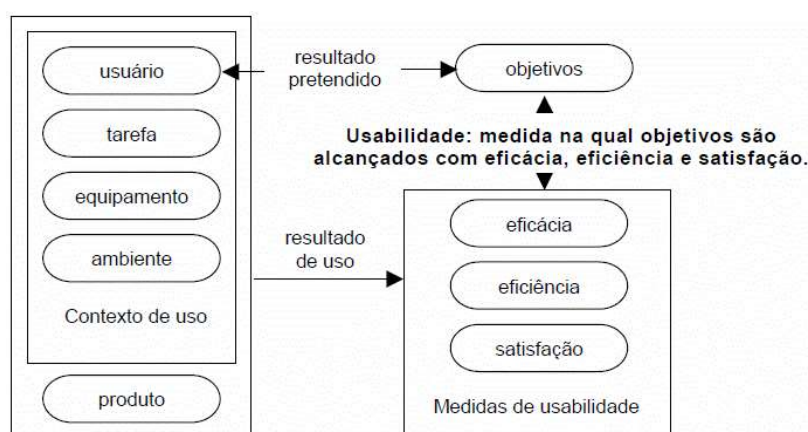 usuário
resultado
pretendido
objetivos
tarefa
Usabilidade: medida na qual objetivos são
alcançados com eficácia, eficiência e satisfação.
equipamento
ambiente
Contexto de uso
produto
resultado
de uso
eficácia
eficiência
satisfação
Medidas de usabilidade